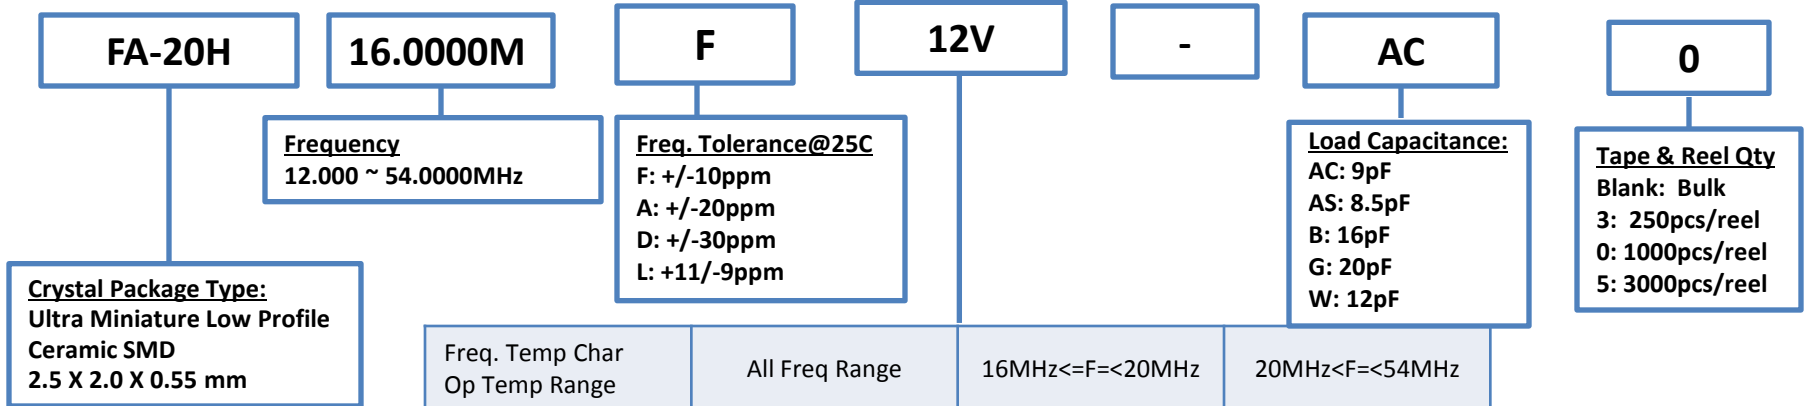 FA-20H
16.0000M
F
12V
-
AC
0
Frequency
12.000 ~ 54.0000MHz
Freq. Tolerance@25C
F: +/-10ppm
A: +/-20ppm
D: +/-30ppm
L: +11/-9ppm
Load Capacitance:
AC: 9pF
AS: 8.5pF
B: 16pF
G: 20pF
W: 12pF
Tape & Reel Qty
Blank: Bulk
3: 250pcs/reel
0: 1000pcs/reel
5: 3000pcs/reel
Crystal Package Type:
Ultra Miniature Low Profile
Ceramic SMD
2.5 X 2.0 X 0.55 mm
Freq. Temp Char
Op Temp Range
All Freq Range
16MHz<=F=<20MHz
20MHz<F=<54MHz